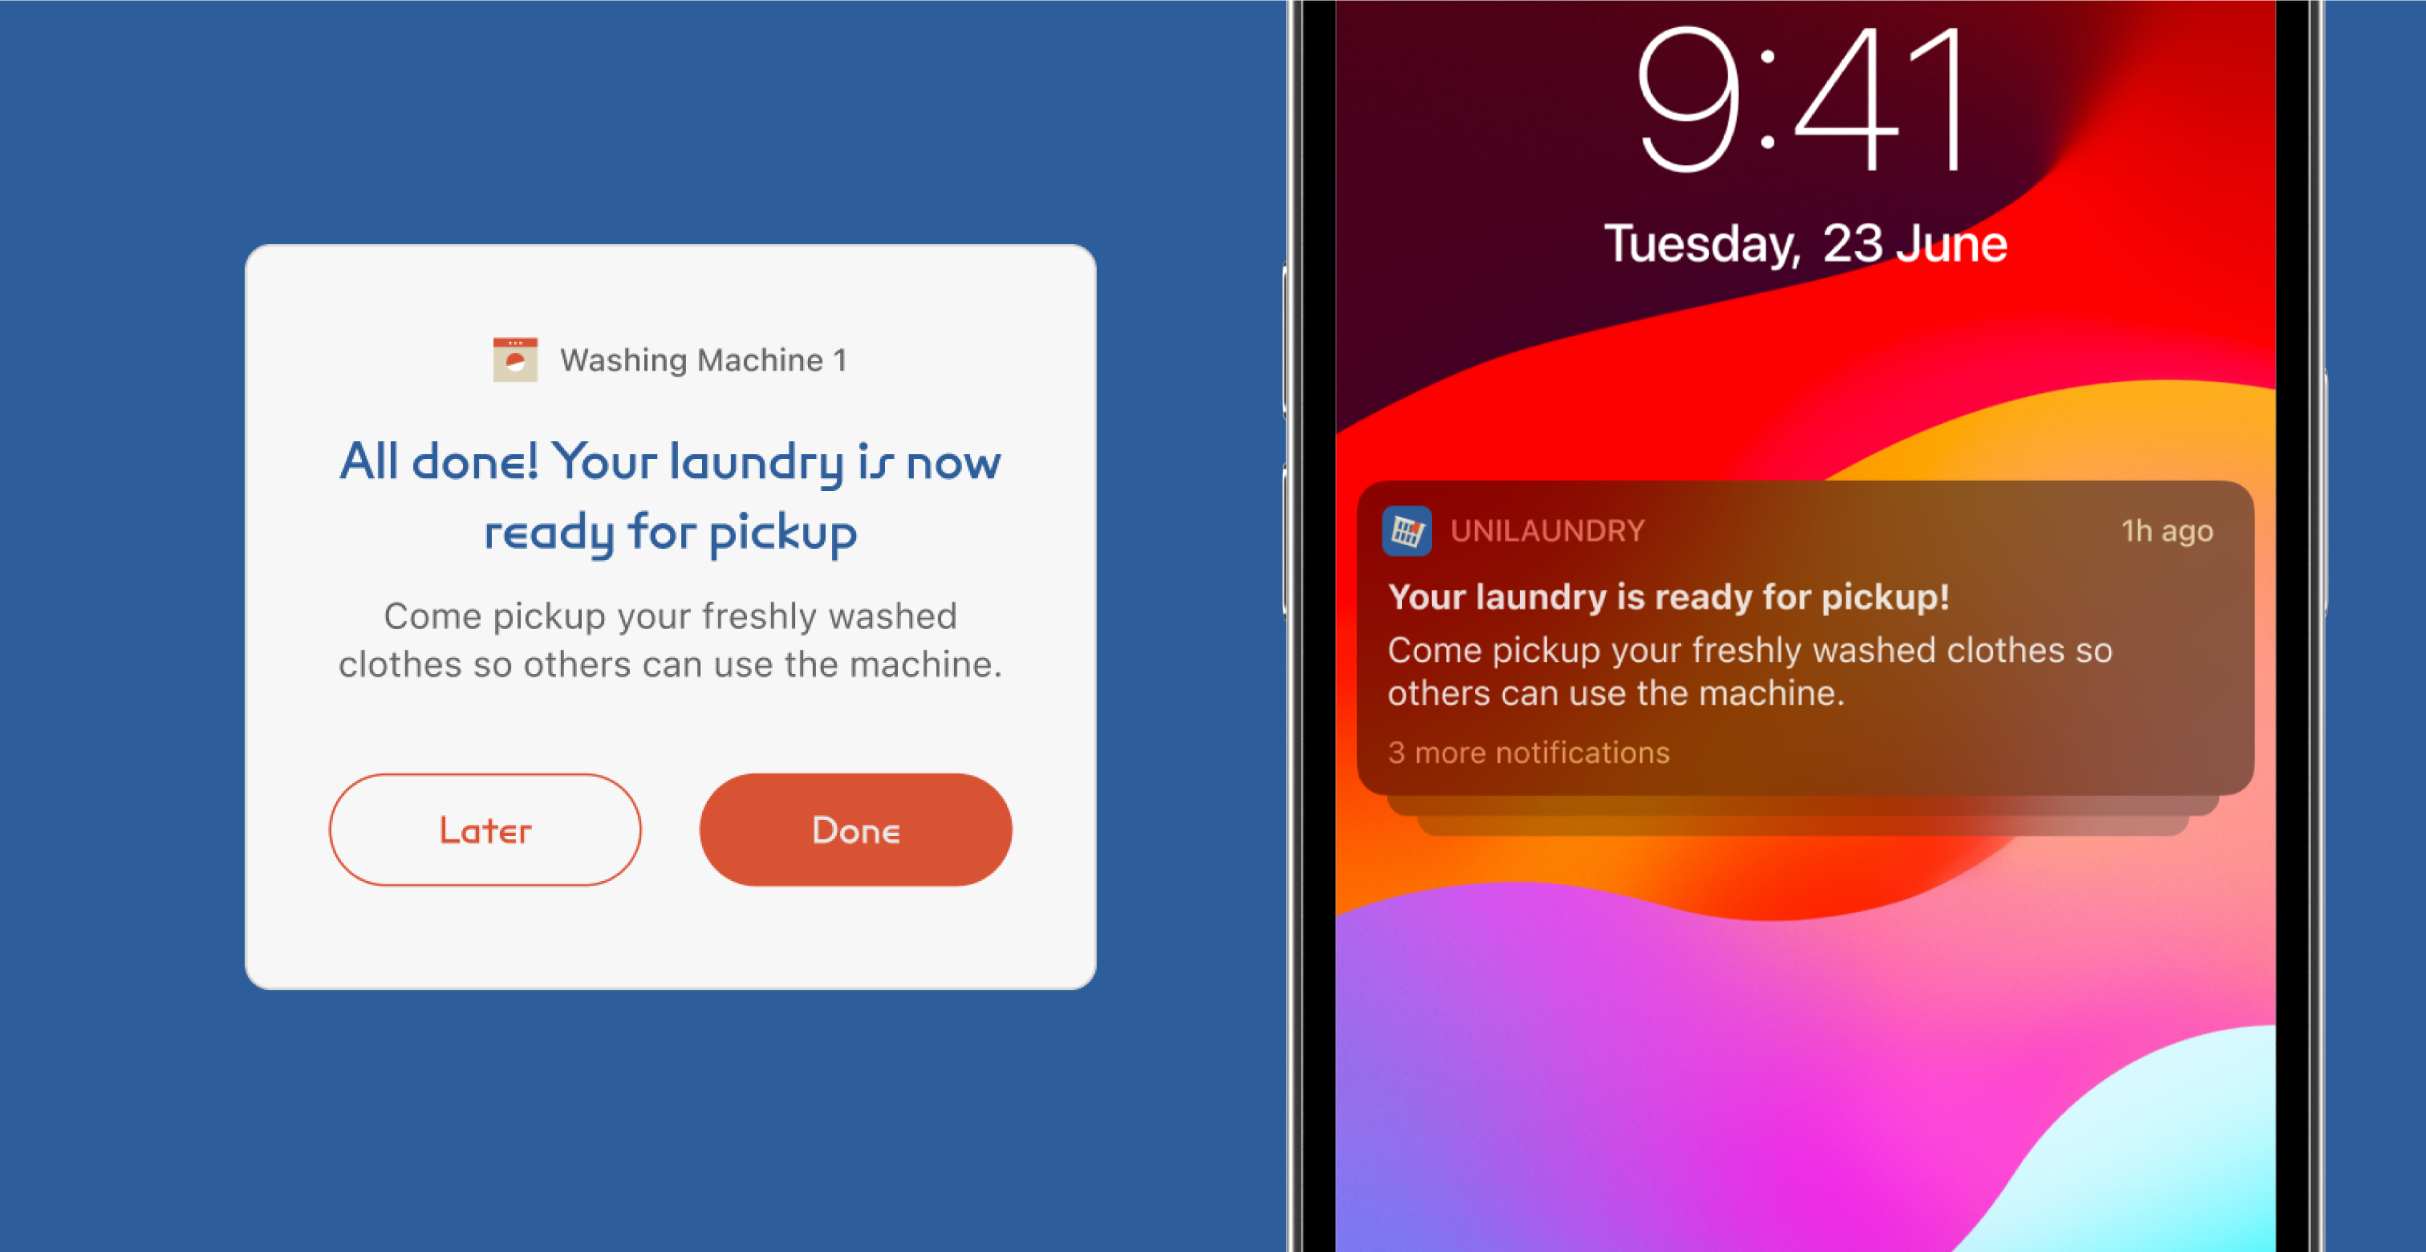 Washing Machine 1
All done! Your laundry is now
ready for pickup
Come pickup your freshly washed
clothes so others can use the machine.
Later
Done
9:41
Tuesday, 23 June
UNILAUNDRY
1h ago
Your laundry is ready for pickup!
Come pickup your freshly washed clothes so
others can use the machine.
3 more notifications